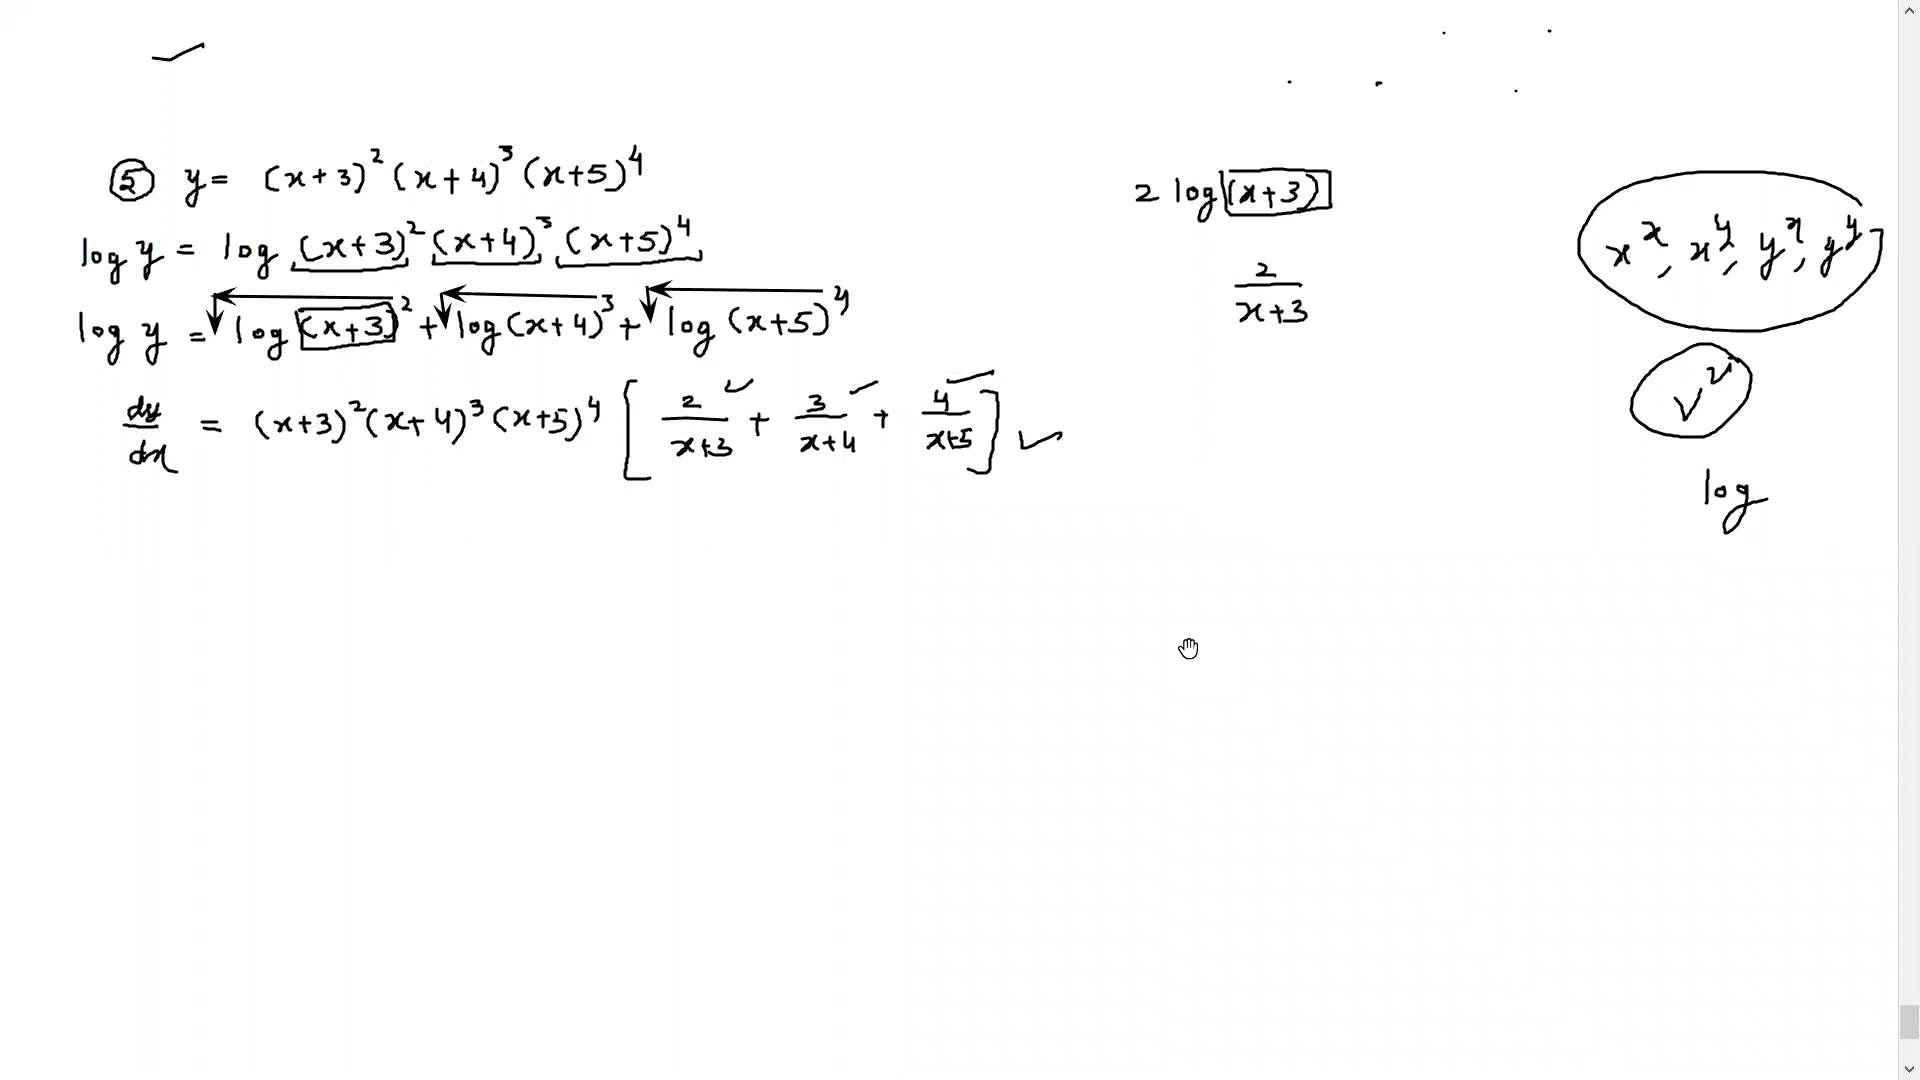 ⑤ y = (x+3)²(x+4)³(x+5)⁴
log y = log (x+3)²(x+4)³(x+5)⁴
log y = log(x+3)² + log(x+4)³ + log(x+5)⁴
dy/dx = (x+3)²(x+4)³(x+5)⁴ [2/(x+3) + 3/(x+4) + 4/(x+5)]
2 log(x+3)
2/(x+3)
x^x, x^y, y^x, y^y
log